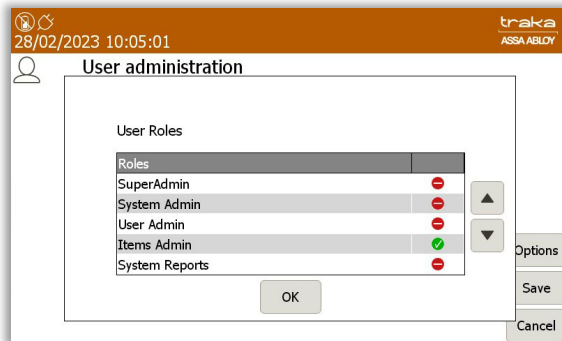 traka
28/02/2023 10:05:01
ASSA ABLOY
User administration
User Roles
Roles
SuperAdmin
System Admin
User Admin
Items Admin
System Reports
Options
OK
Save
Cancel